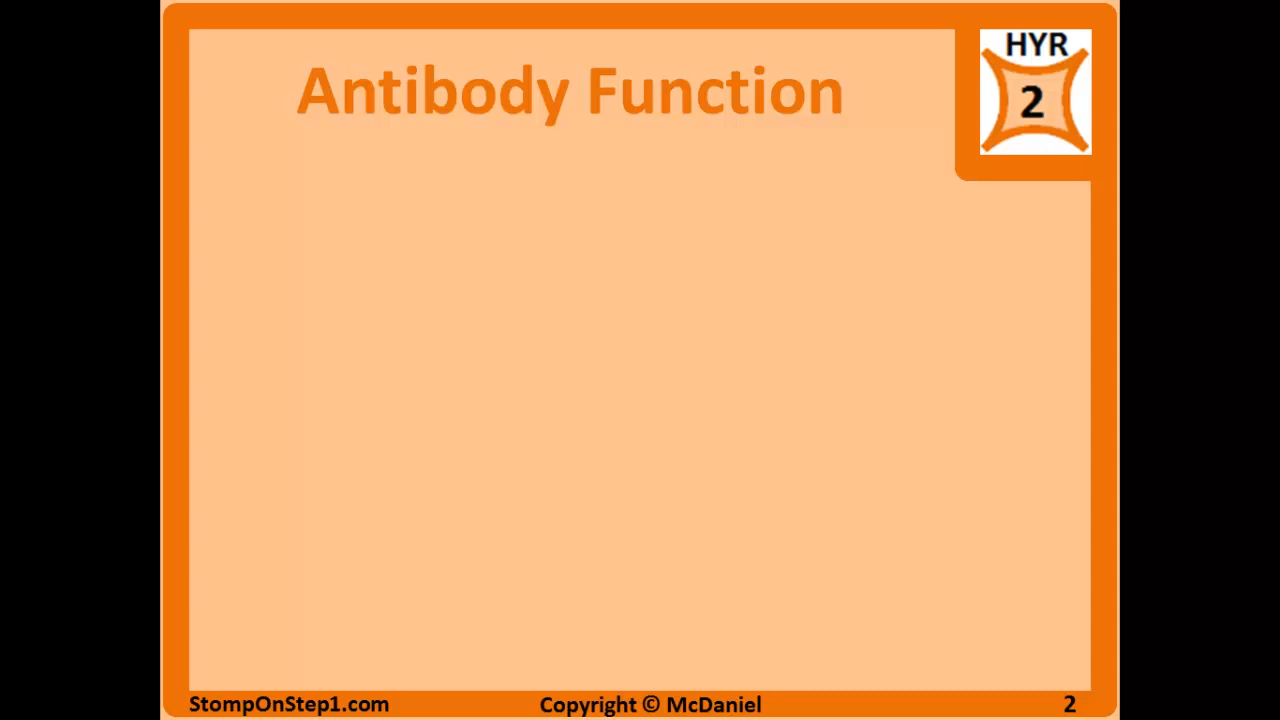 Antibody Function
HYR
2
StompOnStep1.com
Copyright © McDaniel
2